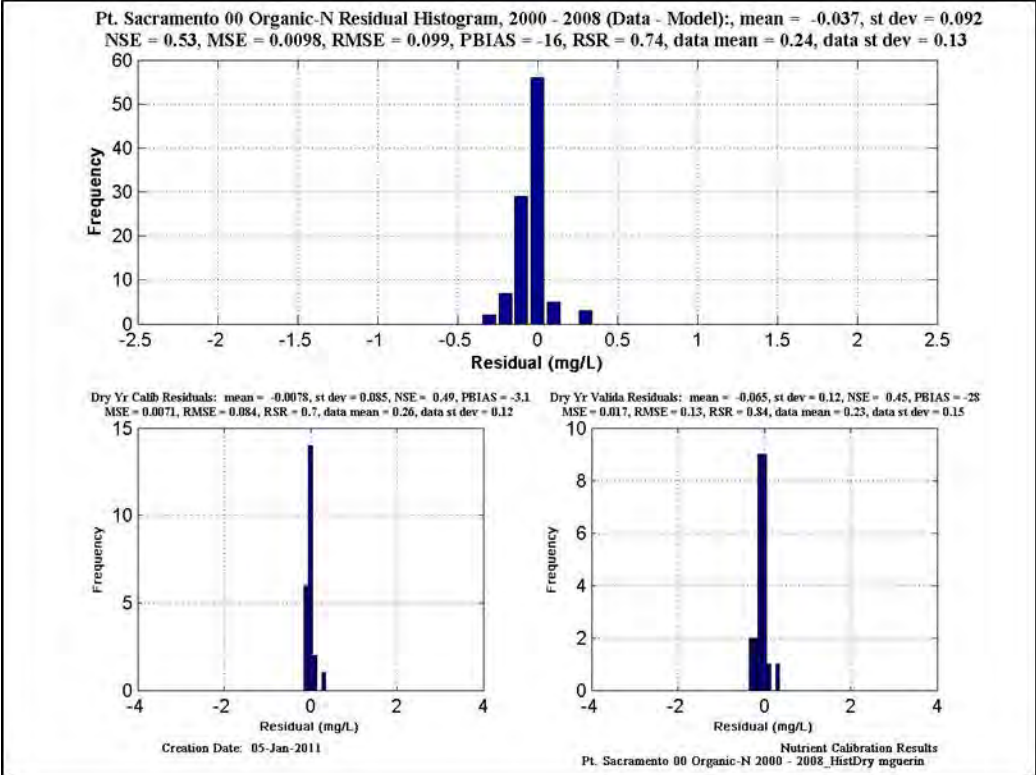 Pt. Sacramento 00 Organic-N Residual Histogram, 2000 - 2008 (Data - Model):, mean = -0.037, st dev = 0.092
NSE = 0.53, MSE = 0.0098, RMSE = 0.099, PBIAS = -16, RSR = 0.74, data mean = 0.24, data st dev = 0.13
60
50
40
30
20
10
0
Frequency
-2.5 -2 -1.5 -1 -0.5 0 0.5 1 1.5 2 2.5
Residual (mg/L)
Dry Yr Calib Residuals: mean = -0.0078, st dev = 0.085, NSE = 0.49, PBIAS = -3.1
MSE = 0.0071, RMSE = 0.084, RSR = 0.7, data mean = 0.26, data st dev = 0.12
15
10
5
0
Frequency
-4 -2 0 2 4
Residual (mg/L)
Dry Yr Valida Residuals: mean = -0.065, st dev = 0.12, NSE = 0.45, PBIAS = -28
MSE = 0.017, RMSE = 0.13, RSR = 0.84, data mean = 0.23, data st dev = 0.15
10
8
6
4
2
0
Frequency
-4 -2 0 2 4
Residual (mg/L)
Creation Date: 05-Jan-2011
Nutrient Calibration Results
Pt. Sacramento 00 Organic-N 2000 - 2008_HistDry mguerin